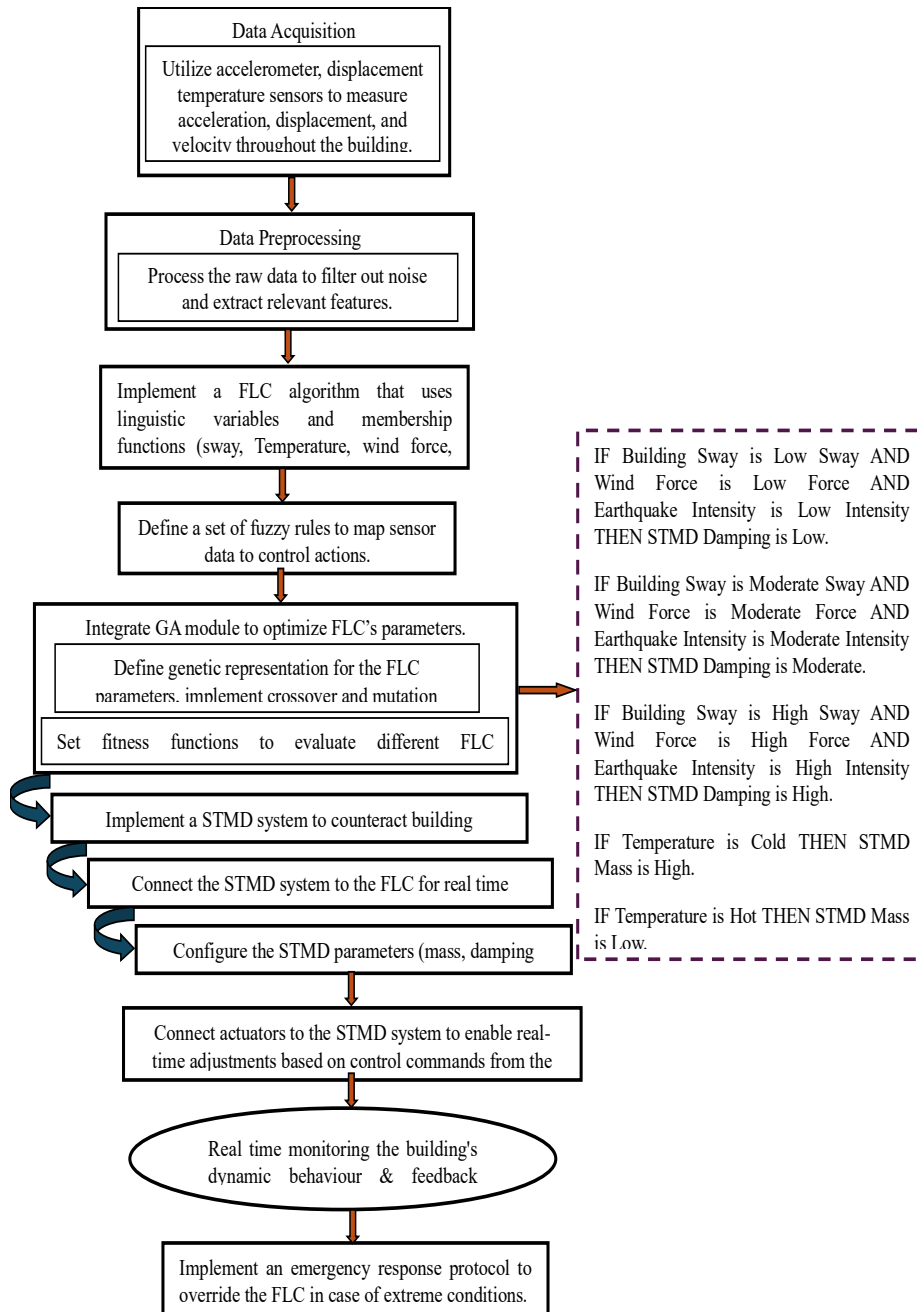 Data Acquisition
Utilize accelerometer, displacement
temperature sensors to measure
acceleration, displacement, and
velocity throughout the building.
Data Preprocessing
Process the raw data to filter out noise
and extract relevant features.
Implement a FLC algorithm that uses
linguistic variables and membership
functions (sway, Temperature, wind force,
Define a set of fuzzy rules to map sensor
data to control actions.
Integrate GA module to optimize FLC's parameters.
Define genetic representation for the FLC
parameters, implement crossover and mutation
Set fitness functions to evaluate different FLC
Implement a STMD system to counteract building
Connect the STMD system to the FLC for real time
Configure the STMD parameters (mass, damping
Connect actuators to the STMD system to enable real-
time adjustments based on control commands from the
Real time monitoring the building's
dynamic behaviour & feedback
Implement an emergency response protocol to
override the FLC in case of extreme conditions.
IF Building Sway is Low Sway AND
Wind Force is Low Force AND
Earthquake Intensity is Low Intensity
THEN STMD Damping is Low.
IF Building Sway is Moderate Sway AND
Wind Force is Moderate Force AND
Earthquake Intensity is Moderate Intensity
THEN STMD Damping is Moderate.
IF Building Sway is High Sway AND
Wind Force is High Force AND
Earthquake Intensity is High Intensity
THEN STMD Damping is High.
IF Temperature is Cold THEN STMD
Mass is High.
IF Temperature is Hot THEN STMD Mass
is Low.